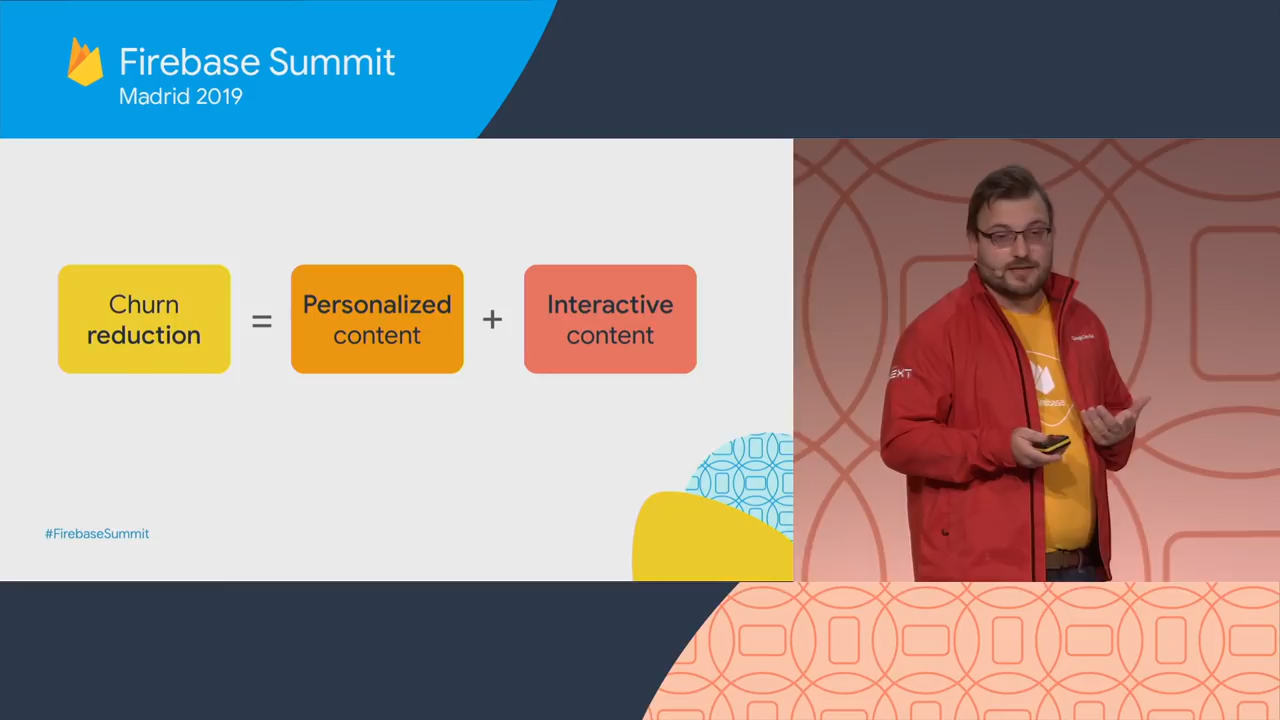 Firebase Summit
Madrid 2019
Churn
reduction
=
Personalized
content
+
Interactive
content
#FirebaseSummit